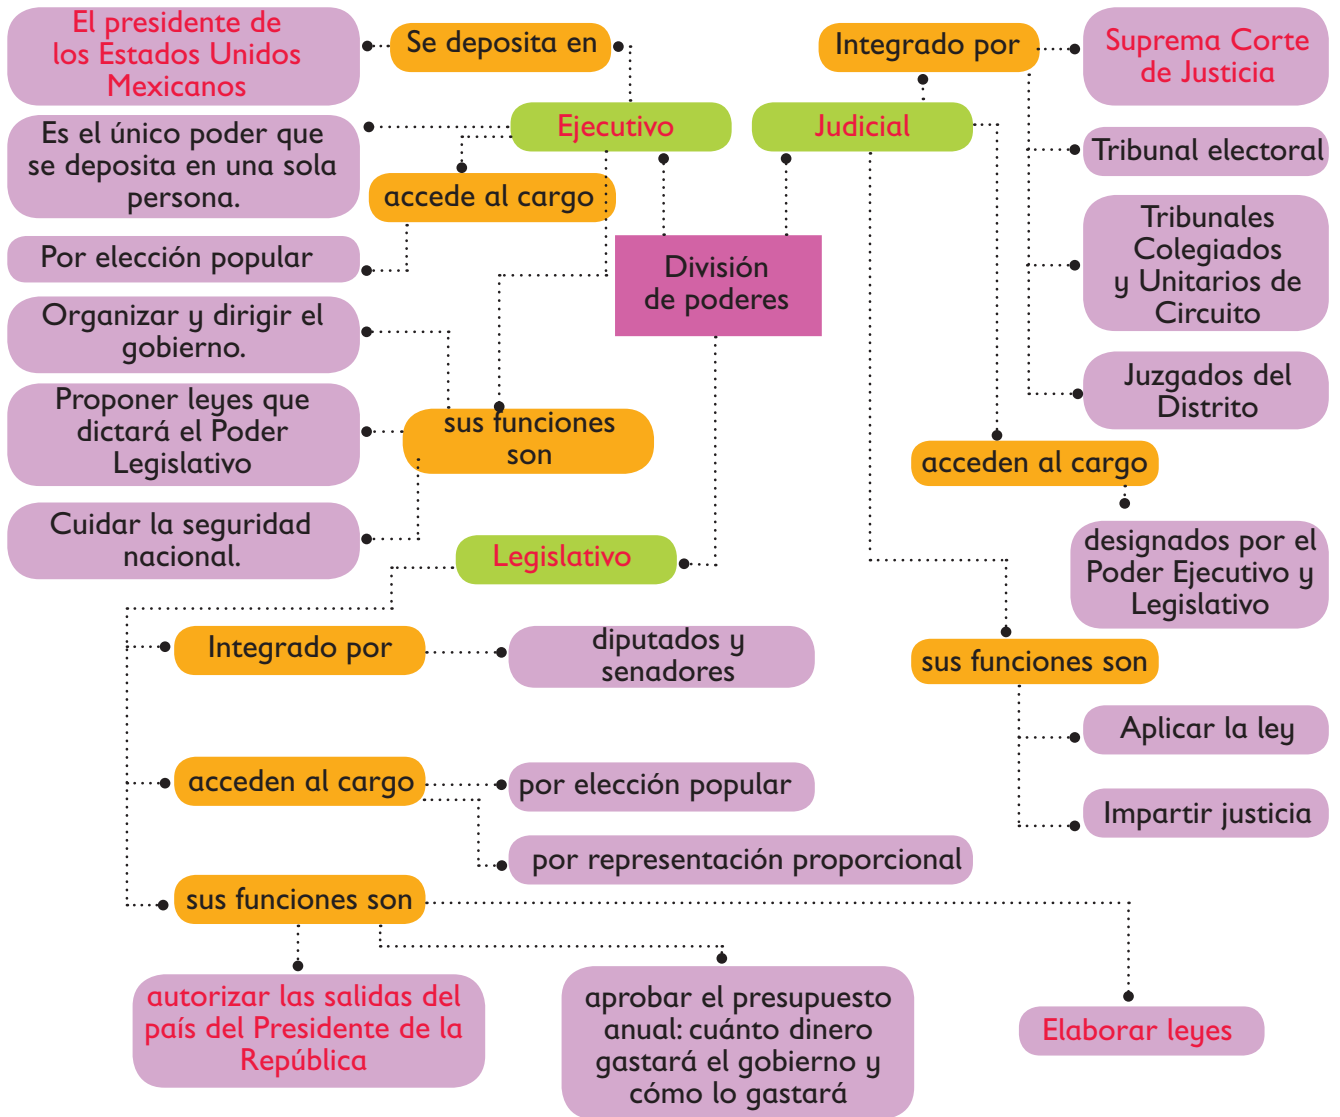 El presidente de
los Estados Unidos
Mexicanos
Se deposita en
Ejecutivo
Es el único poder que
se deposita en una sola
persona.
accede al cargo
Por elección popular
Organizar y dirigir el
gobierno.
Proponer leyes que
dictará el Poder
Legislativo
sus funciones
son
Cuidar la seguridad
nacional.
División
de poderes
Integrado por
Judicial
Suprema Corte
de Justicia
Tribunal electoral
Tribunales
Colegiados
y Unitarios de
Circuito
Juzgados del
Distrito
acceden al cargo
designados por el
Poder Ejecutivo y
Legislativo
sus funciones son
Aplicar la ley
Impartir justicia
Legislativo
Integrado por
diputados y
senadores
acceden al cargo
por elección popular
por representación proporcional
sus funciones son
autorizar las salidas del
país del Presidente de la
República
aprobar el presupuesto
anual: cuánto dinero
gastará el gobierno y
cómo lo gastará
Elaborar leyes